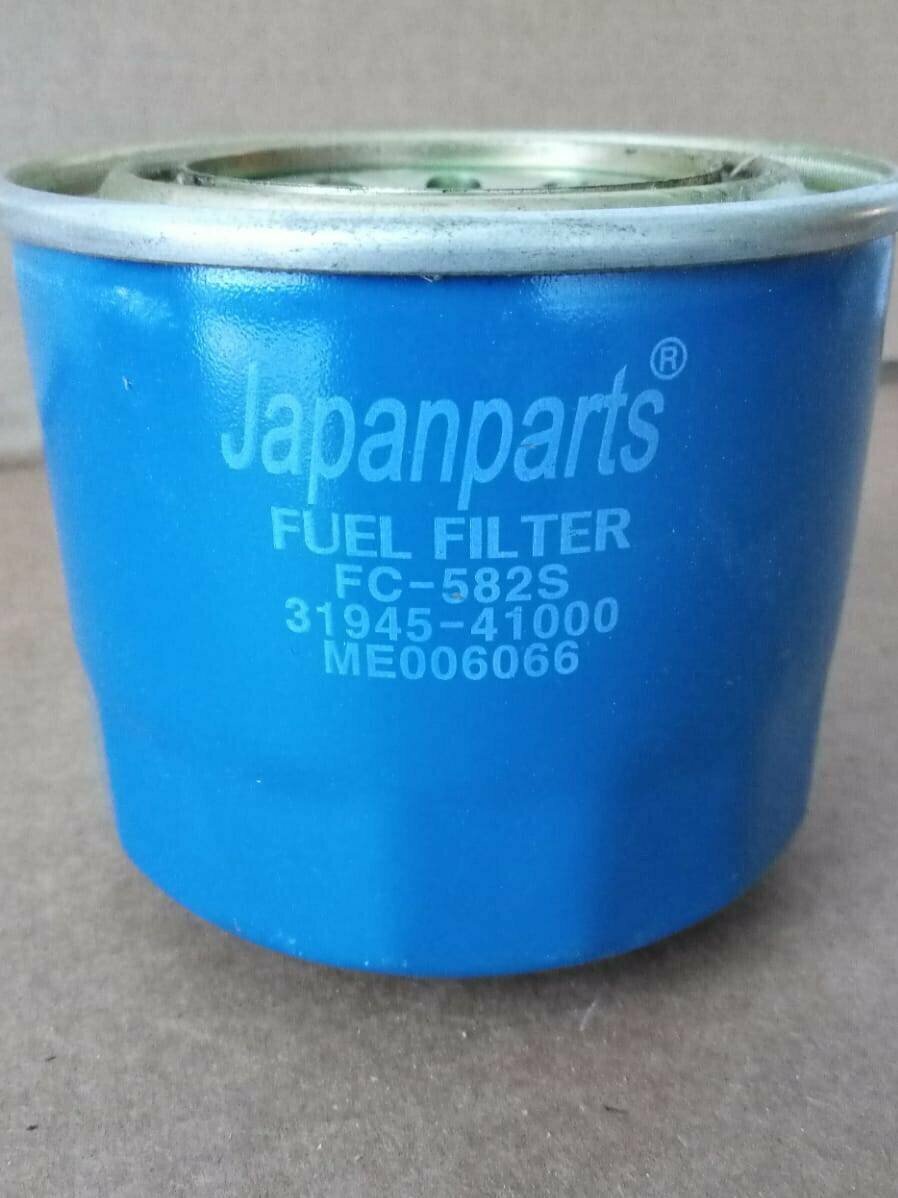 Japanparts®
FUEL FILTER
FC-582S
31945-41000
ME006066